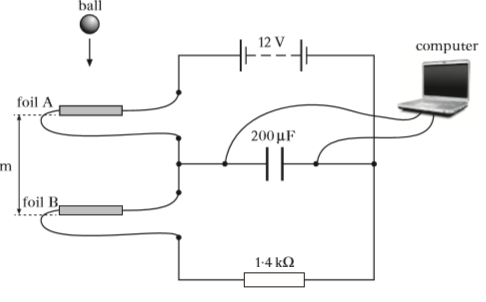 ball
12 V
computer
foil A
200 µF
m
foil B
1·4 kΩ